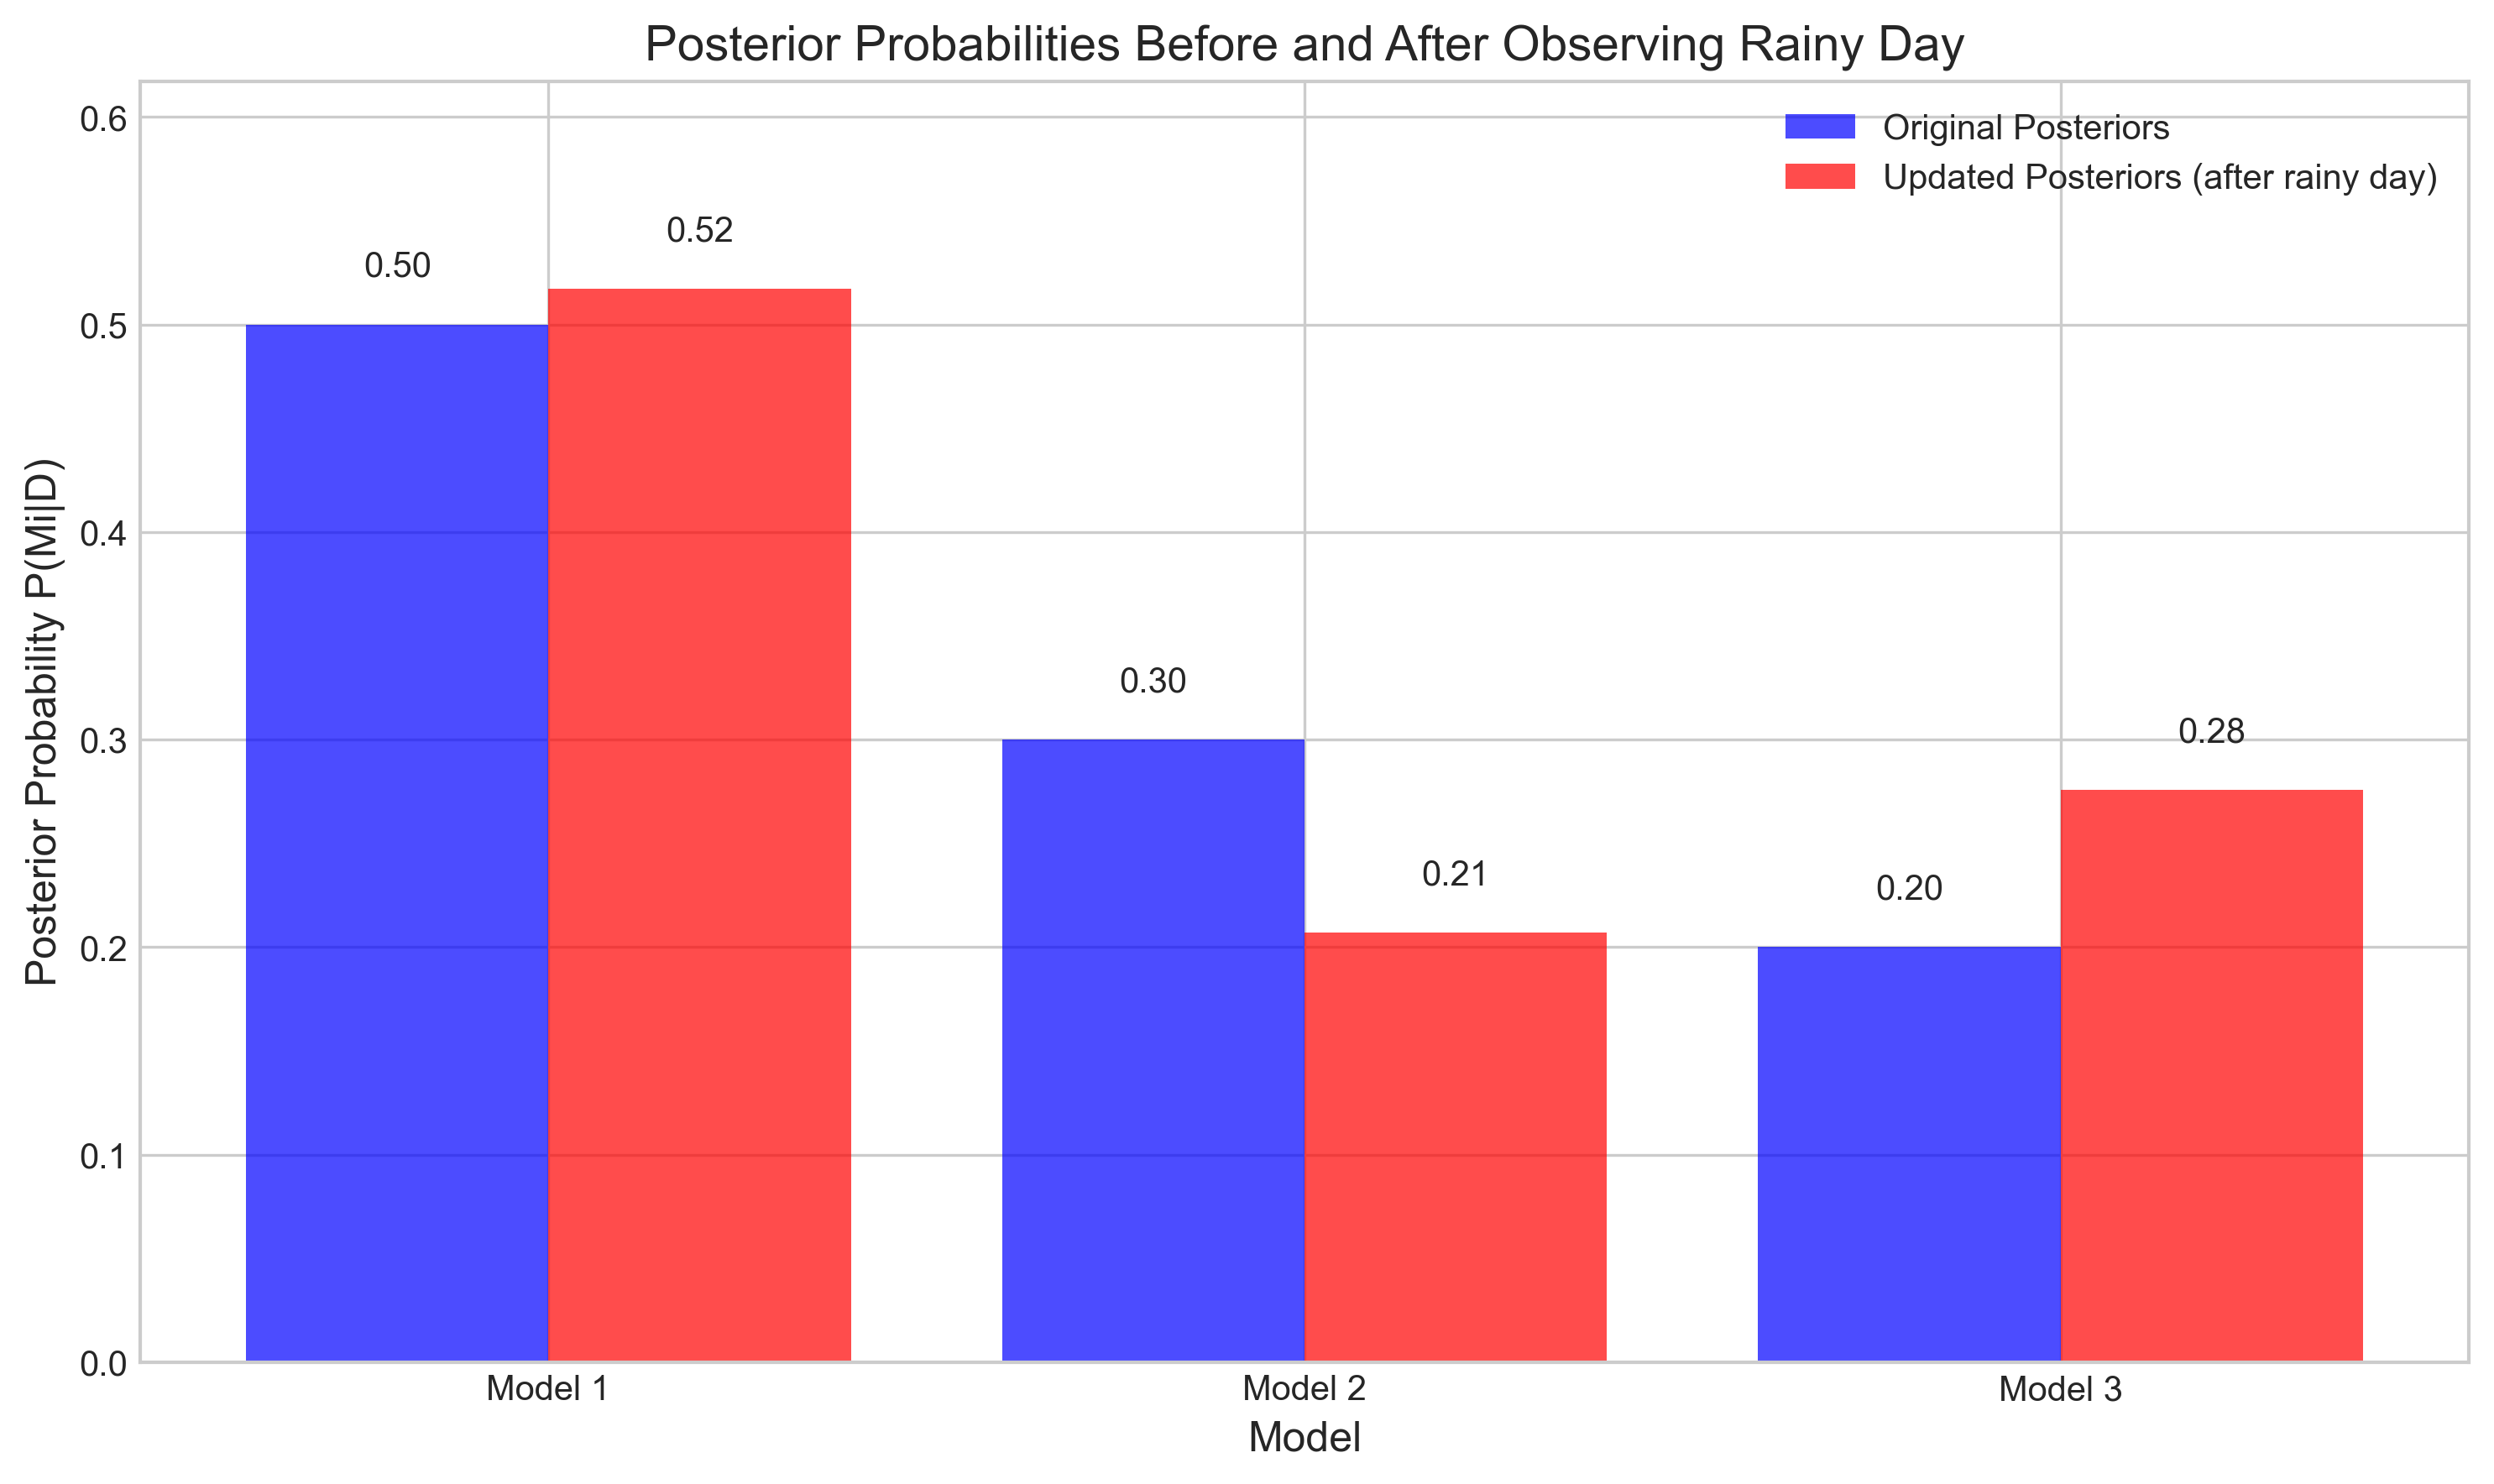 Posterior Probabilities Before and After Observing Rainy Day
Original Posteriors
Updated Posteriors (after rainy day)
Posterior Probability P(Mi|D)
0.6
0.5
0.4
0.3
0.2
0.1
0.0
0.50
0.52
0.30
0.21
0.20
0.28
Model 1
Model 2
Model 3
Model